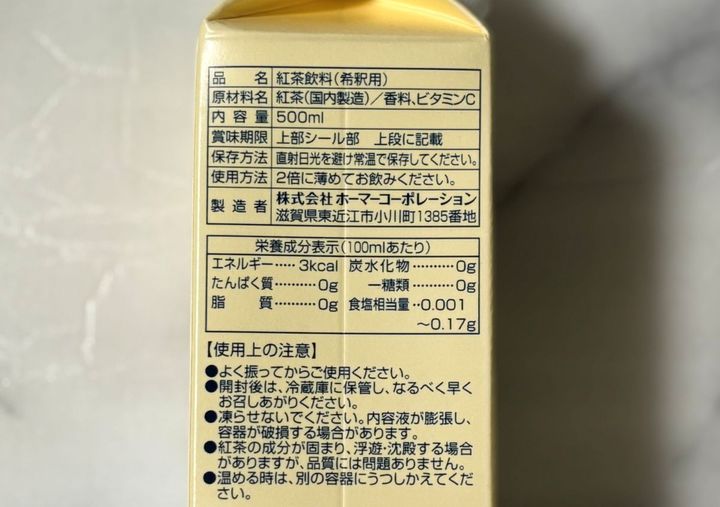 品名 紅茶飲料(希釈用)
原材料名 紅茶(国内製造)/香料、ビタミンC
内容量 500ml
賞味期限 上部シール部 上段に記載
保存方法 直射日光を避け常温で保存してください。
使用方法 2倍に薄めてお飲みください。
製造者 株式会社 ホーマーコーポレーション
滋賀県東近江市小川町1385番地
栄養成分表示(100mlあたり)
エネルギー……3kcal 炭水化物………0g
たんぱく質………0g 一糖類………0g
脂質………0g 食塩相当量‥0.001
〜0.17g
【使用上の注意】
●よく振ってからご使用ください。
●開封後は、冷蔵庫に保管し、なるべく早く
お召しあがりください。
●凍らせないでください。内容液が膨張し、
容器が破損する場合があります。
●紅茶の成分が固まり、浮遊・沈殿する場合
がありますが、品質には問題ありません。
●温める時は、別の容器にうつしかえてくだ
さい。